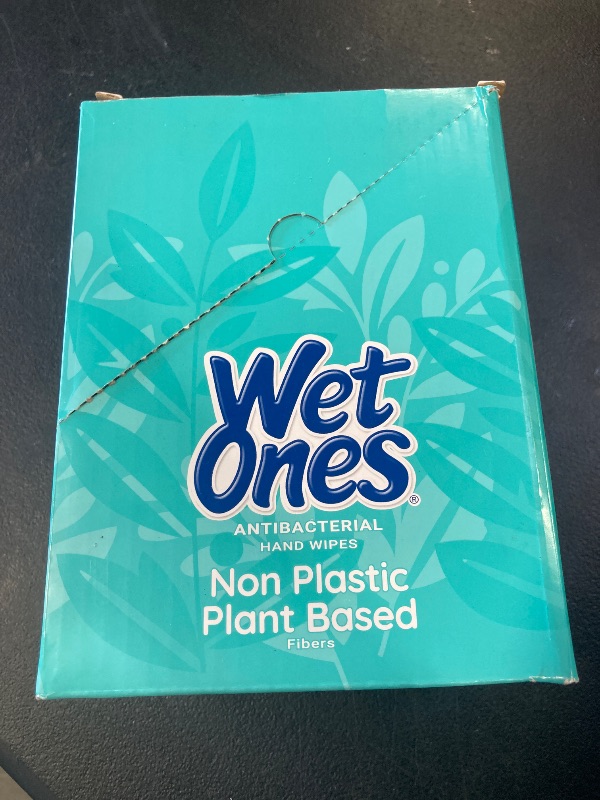 Wet
Ones®
ANTIBACTERIAL
HAND WIPES
Non Plastic
Plant Based
Fibers